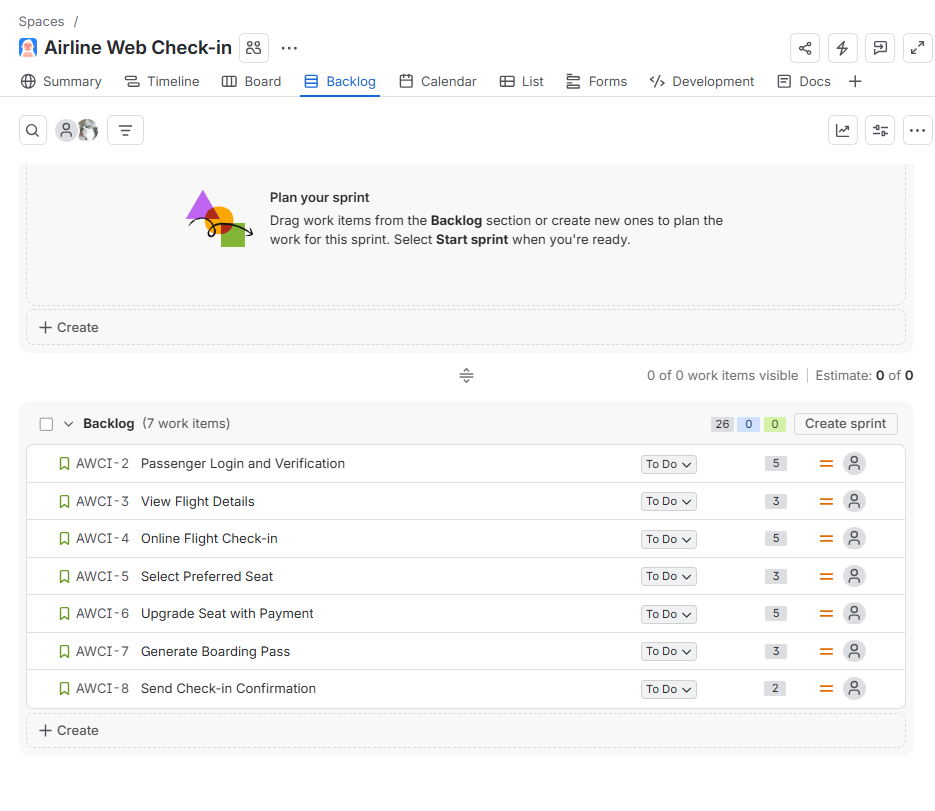 Spaces /
Airline Web Check-in
Summary Timeline Board Backlog Calendar List Forms Development Docs
Plan your sprint
Drag work items from the Backlog section or create new ones to plan the
work for this sprint. Select Start sprint when you're ready.
+ Create
0 of 0 work items visible | Estimate: 0 of 0
Backlog (7 work items) 26 0 0 Create sprint
AWCI-2 Passenger Login and Verification To Do 5
AWCI-3 View Flight Details To Do 3
AWCI-4 Online Flight Check-in To Do 5
AWCI-5 Select Preferred Seat To Do 3
AWCI-6 Upgrade Seat with Payment To Do 5
AWCI-7 Generate Boarding Pass To Do 3
AWCI-8 Send Check-in Confirmation To Do 2
+ Create